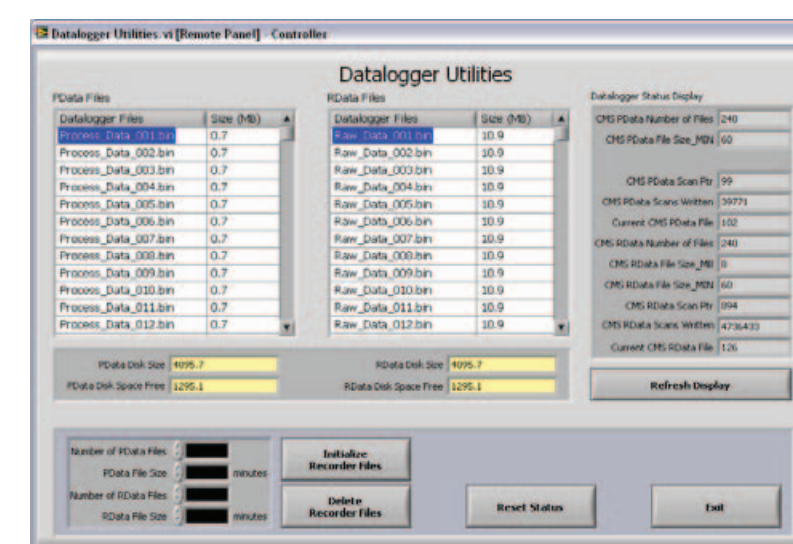 Datalogger Utilities.vi [Remote Panel] - Controller
Datalogger Utilities
PData Files
Datalogger Files Size (MB)
Process_Data_001.bin 0.7
Process_Data_002.bin 0.7
Process_Data_003.bin 0.7
Process_Data_004.bin 0.7
Process_Data_005.bin 0.7
Process_Data_006.bin 0.7
Process_Data_007.bin 0.7
Process_Data_008.bin 0.7
Process_Data_009.bin 0.7
Process_Data_010.bin 0.7
Process_Data_011.bin 0.7
Process_Data_012.bin 0.7
RData Files
Datalogger Files Size (MB)
Raw_Data_001.bin 10.9
Raw_Data_002.bin 10.9
Raw_Data_003.bin 10.9
Raw_Data_004.bin 10.9
Raw_Data_005.bin 10.9
Raw_Data_006.bin 10.9
Raw_Data_007.bin 10.9
Raw_Data_008.bin 10.9
Raw_Data_009.bin 10.9
Raw_Data_010.bin 10.9
Raw_Data_011.bin 10.9
Raw_Data_012.bin 10.9
Datalogger Status Display
CMS PData Number of Files 240
CMS PData File Size_MIN 60
CMS PData Scan Ptr 99
CMS PData Scans Written 39771
Current CMS PData File 102
CMS RData Number of Files 240
CMS RData File Size_MB
CMS RData File Size_MIN 60
CMS RData Scan Ptr 894
CMS RData Scans Written 4736433
Current CMS RData File 126
Refresh Display
PData Disk Size 4095.7
PData Disk Space Free 1295.1
RData Disk Size 4095.7
RData Disk Space Free 1295.1
Number of PData Files
PData File Size minutes
Number of RData Files
RData File Size minutes
Initialize
Recorder Files
Delete
Recorder Files
Reset Status
Exit